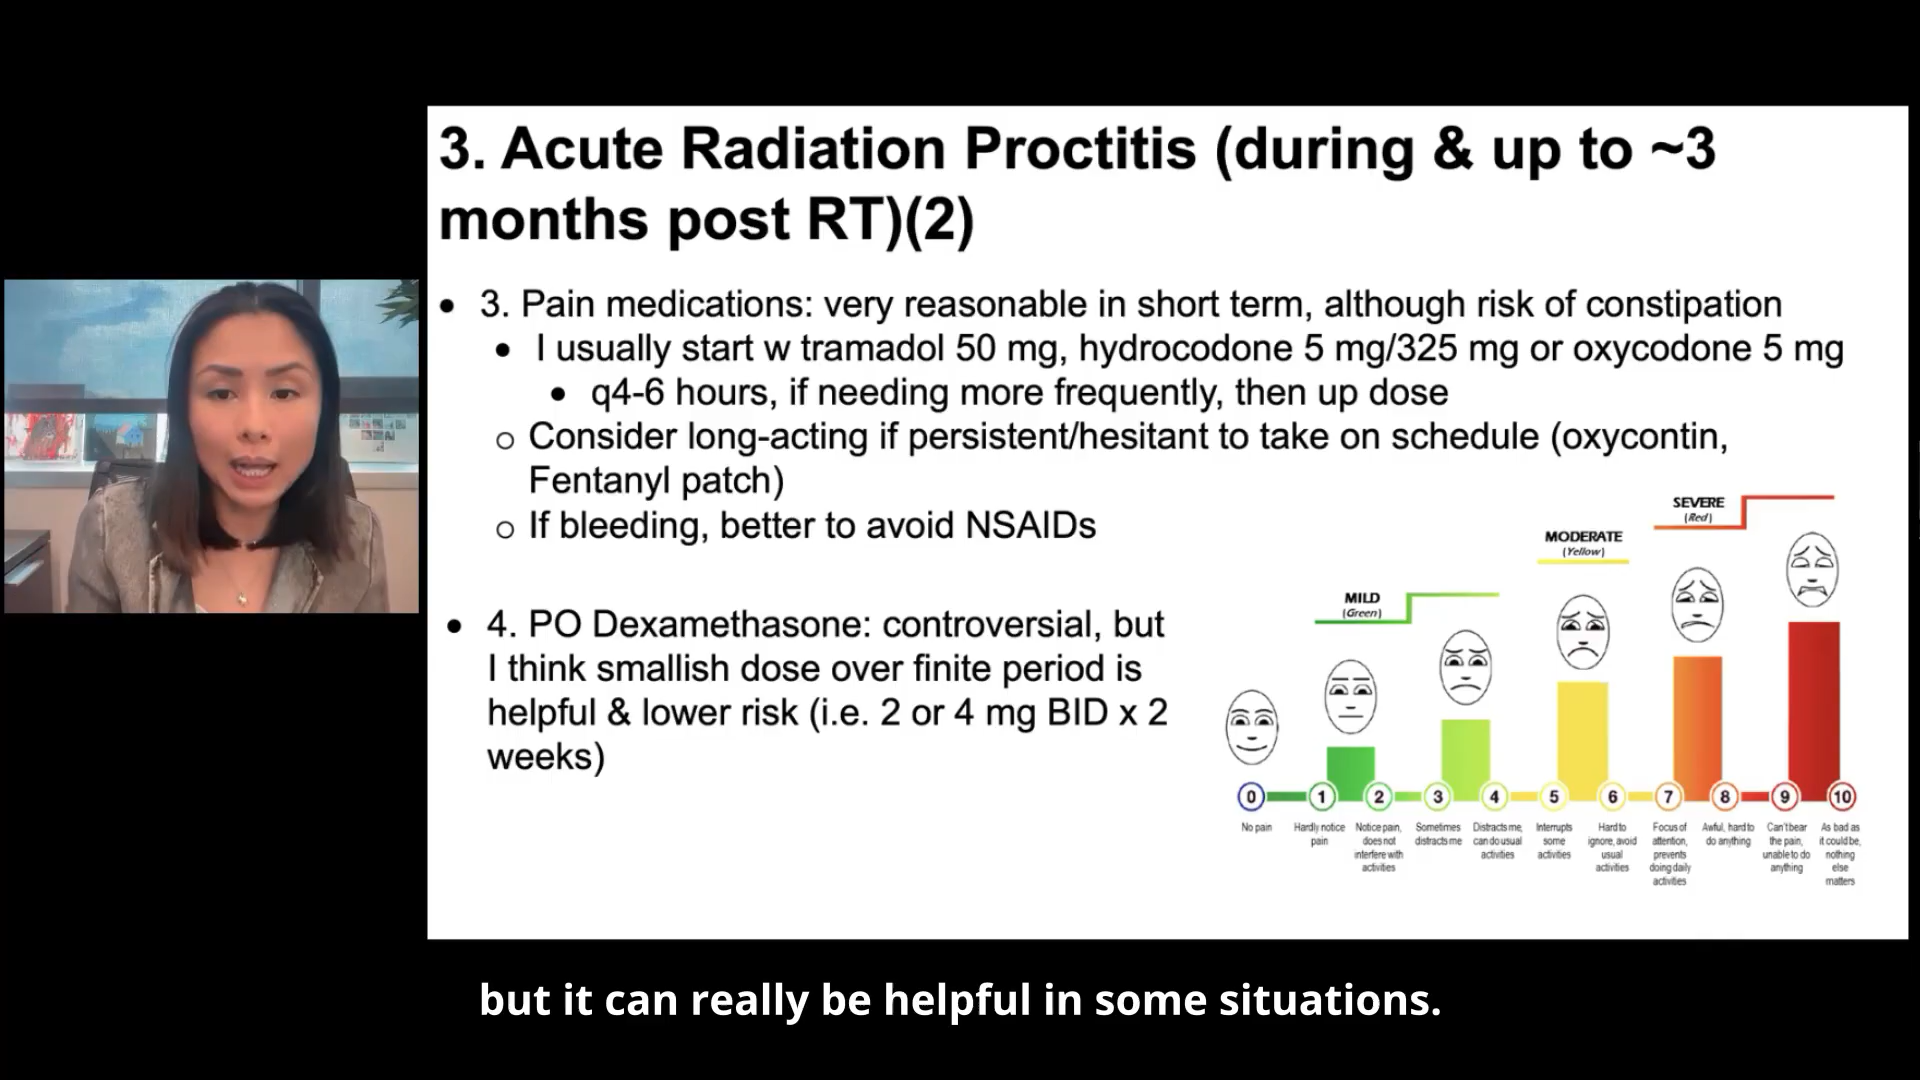 3. Acute Radiation Proctitis (during & up to ~3
months post RT)(2)
• 3. Pain medications: very reasonable in short term, although risk of constipation
• I usually start w tramadol 50 mg, hydrocodone 5 mg/325 mg or oxycodone 5 mg
• q4-6 hours, if needing more frequently, then up dose
o Consider long-acting if persistent/hesitant to take on schedule (oxycontin,
Fentanyl patch)
o If bleeding, better to avoid NSAIDs
• 4. PO Dexamethasone: controversial, but
I think smallish dose over finite period is
helpful & lower risk (i.e. 2 or 4 mg BID x 2
weeks)
MILD
(Green)
MODERATE
(Yellow)
SEVERE
(Red)
0 1 2 3 4 5 6 7 8 9 10
No pain
Hardly notice
pain
Notice pain,
does not
interfere with
activities
Sometimes
distracts me
Distracts me,
can do usual
activities
Interrupts
some
activities
Hard to
ignore, avoid
usual
activities
Focus of
attention,
prevents
doing daily
activities
Awful, hard to
do anything
Can't bear
the pain,
unable to do
anything
As bad as
it could be,
nothing
else
matters
but it can really be helpful in some situations.